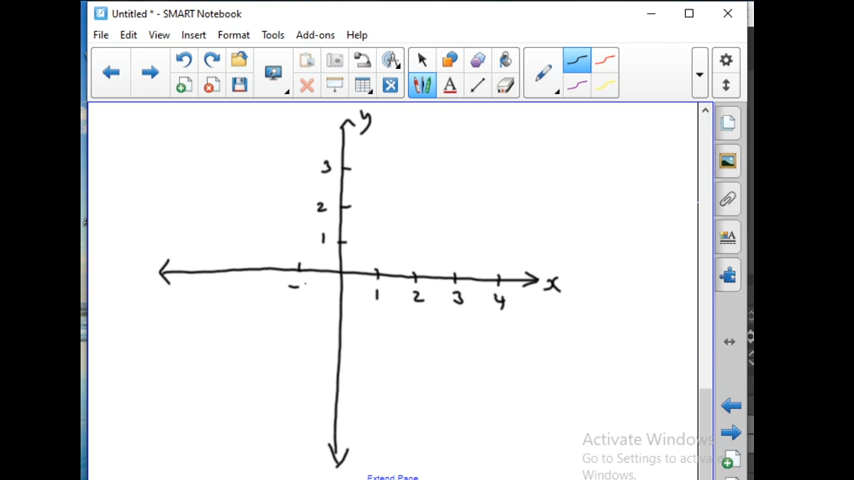 Untitled * - SMART Notebook
File Edit View Insert Format Tools Add-ons Help
y
3
2
1
x
- 1 2 3 4
Activate Windows
Go to Settings to activa
Windows.
Extend Page